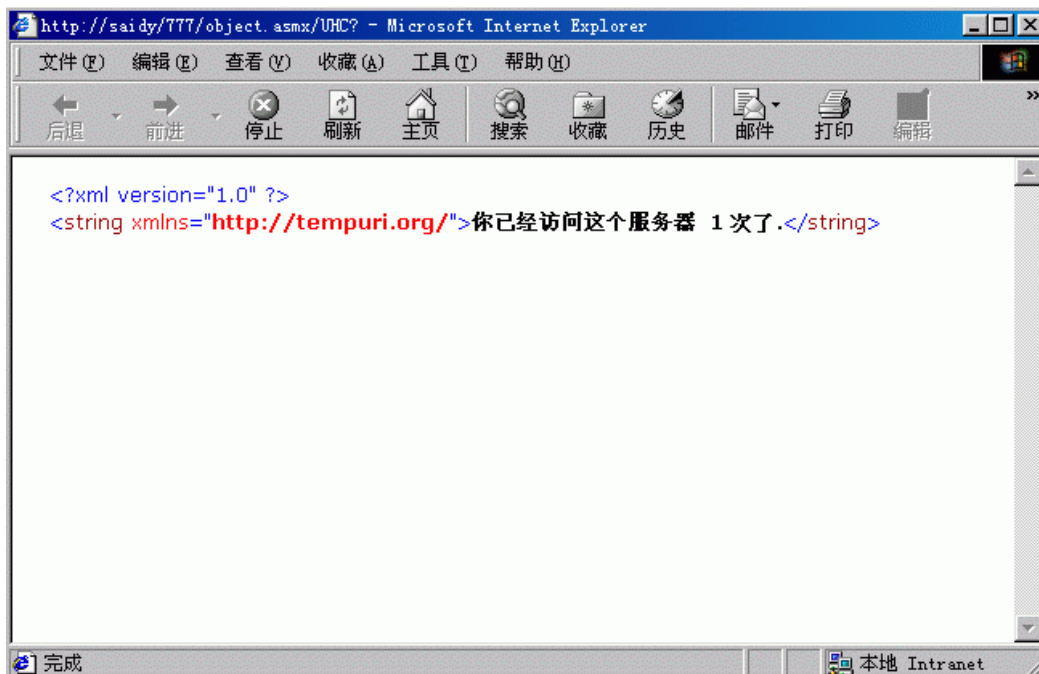 http://saidy/777/object.asmx/UHC? - Microsoft Internet Explorer
文件(F) 编辑(E) 查看(V) 收藏(A) 工具(T) 帮助(H)
后退 前进 停止 刷新 主页 搜索 收藏 历史 邮件 打印 编辑
<?xml version="1.0" ?>
<string xmlns="http://tempuri.org/">你已经访问这个服务器 1 次了.</string>
完成 本地 Intranet